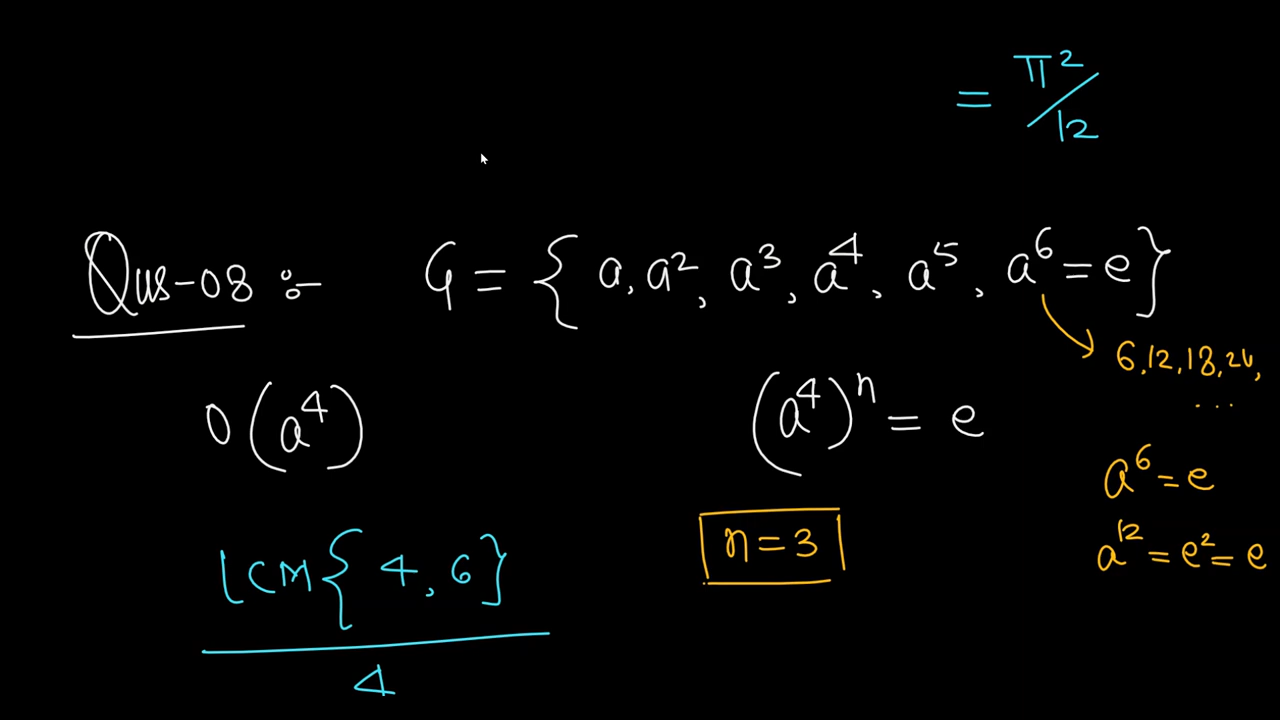 = π²/12
Qus-08 :- G = { a, a², a³, a⁴, a⁵, a⁶ = e }
6, 12, 18, 24, ...
O(a⁴) (a⁴)ⁿ = e
a⁶ = e
LCM{ 4, 6 } n = 3 a¹² = e² = e
4